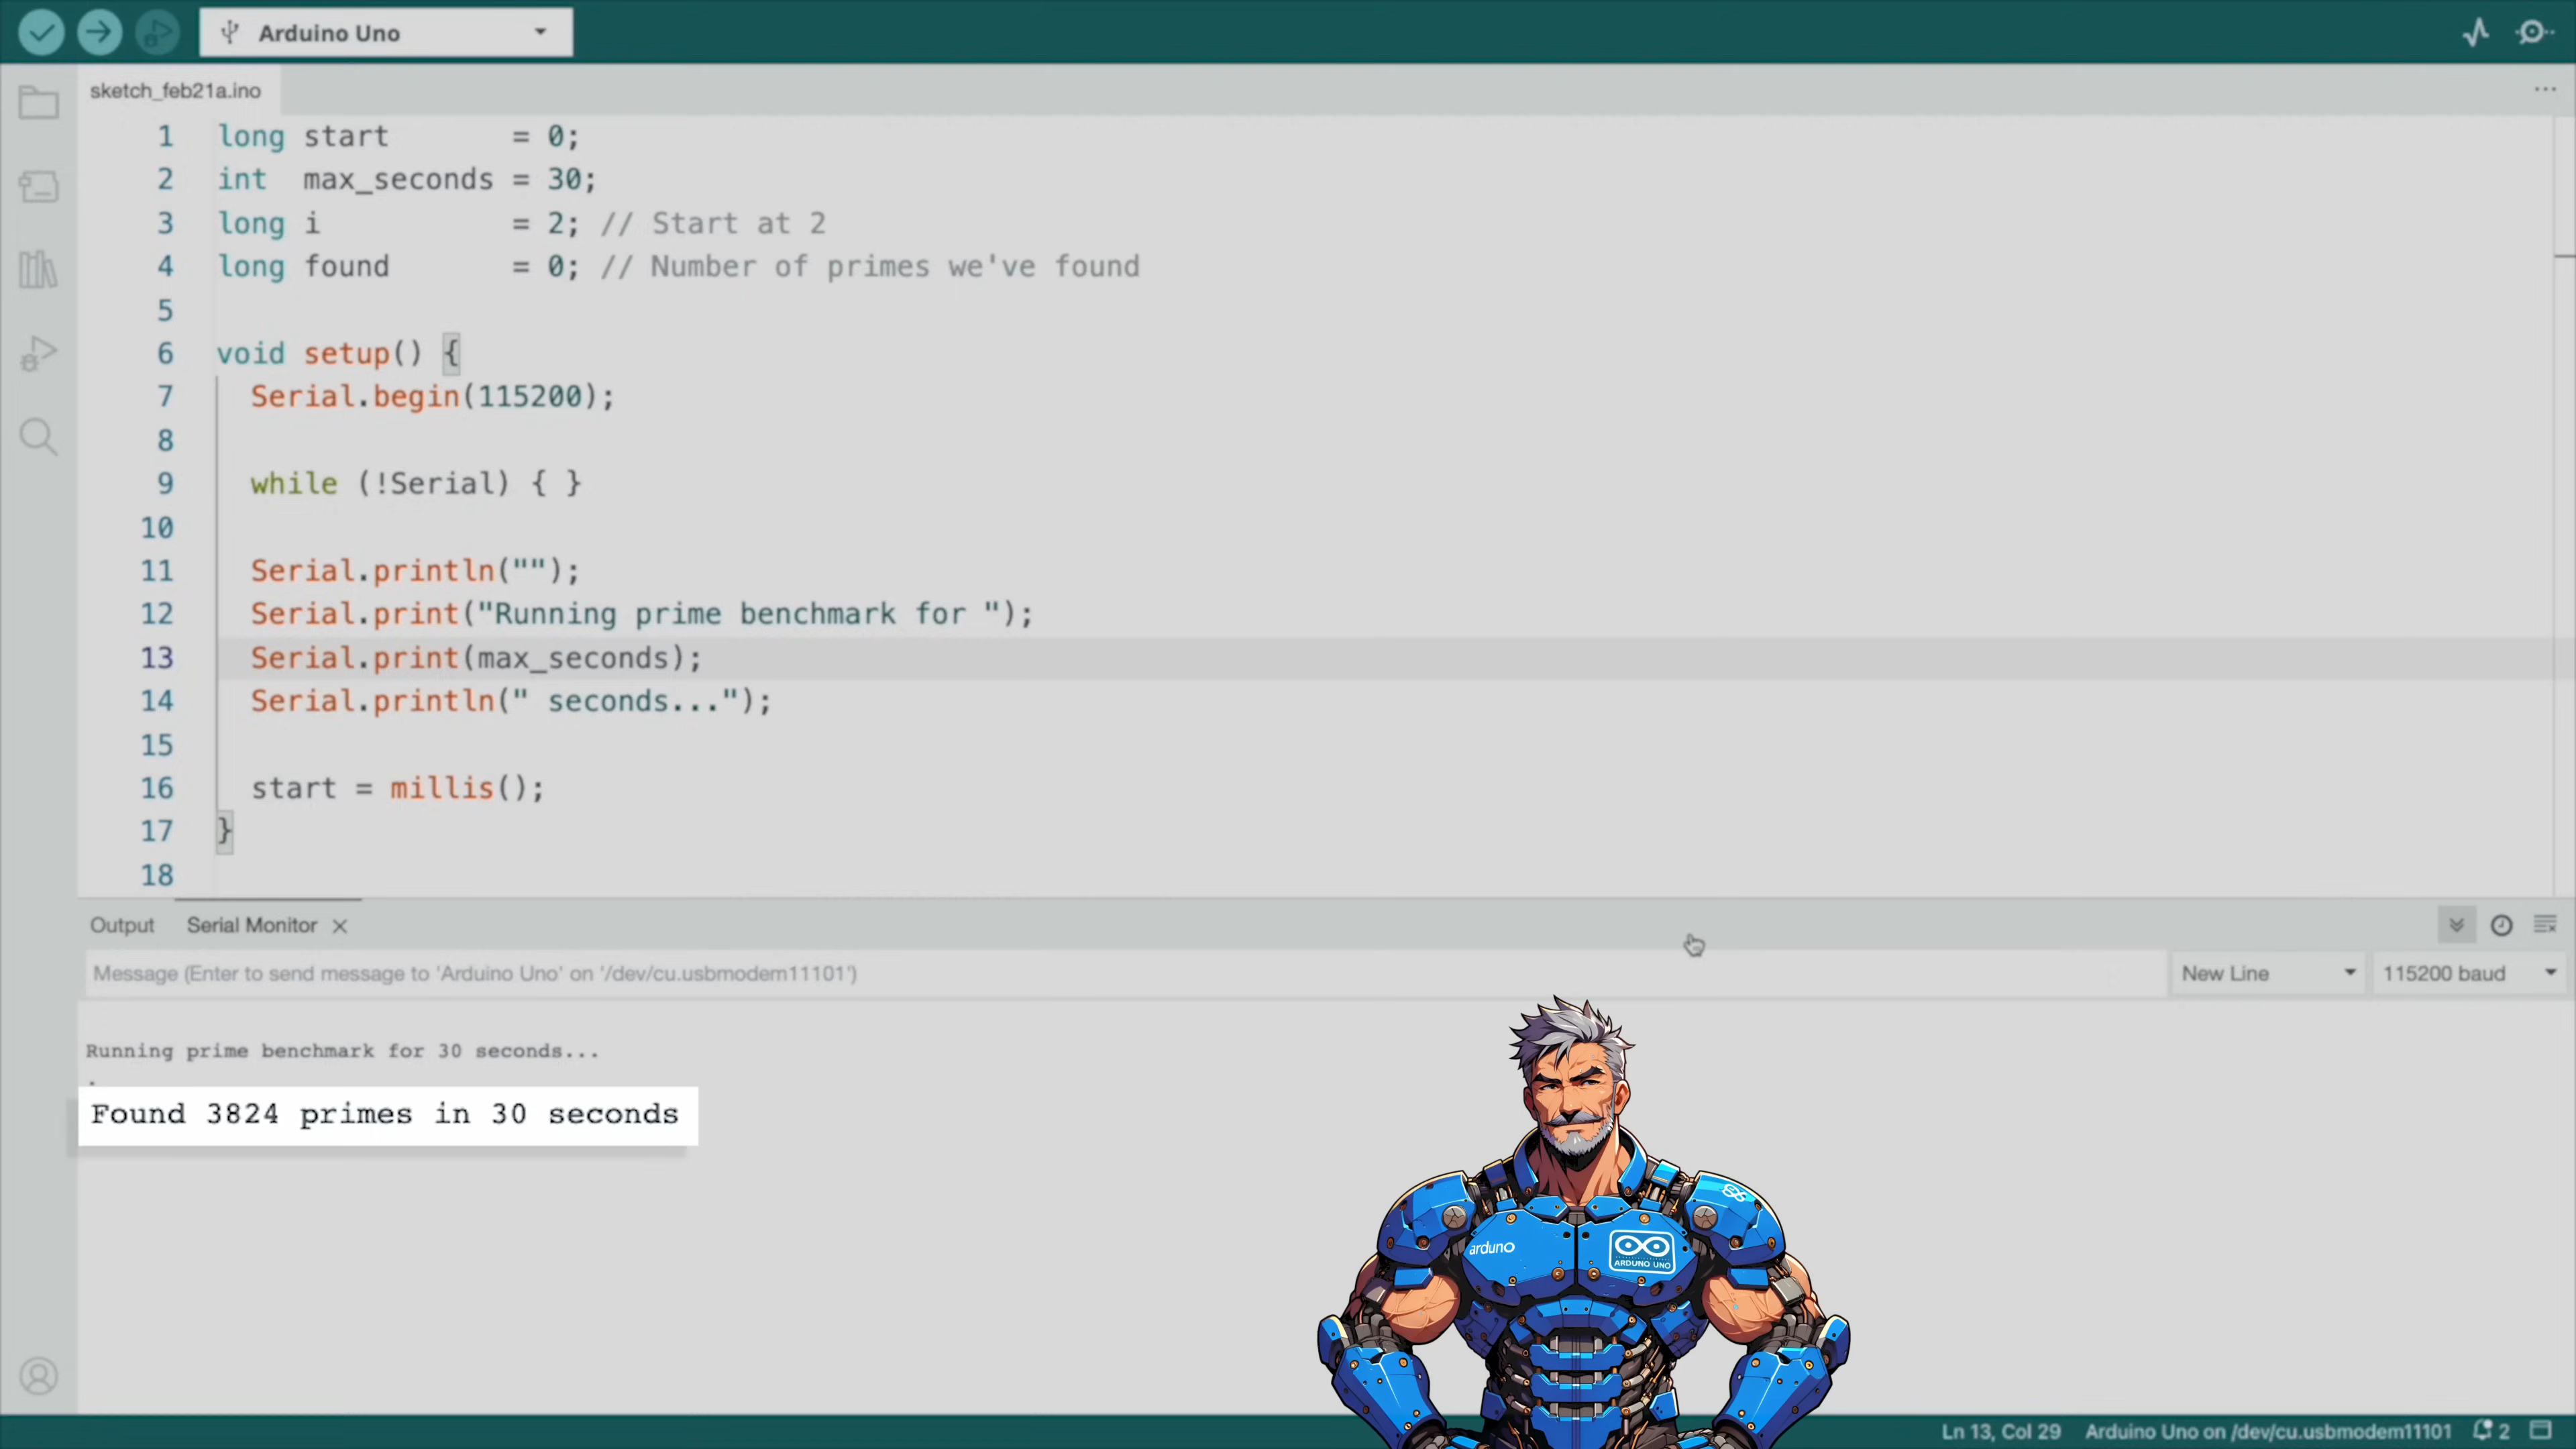 Arduino Uno
sketch_feb21a.ino
1 long start = 0;
2 int max_seconds = 30;
3 long i = 2; // Start at 2
4 long found = 0; // Number of primes we've found
5
6 void setup() {
7 Serial.begin(115200);
8
9 while (!Serial) { }
10
11 Serial.println("");
12 Serial.print("Running prime benchmark for ");
13 Serial.print(max_seconds);
14 Serial.println(" seconds...");
15
16 start = millis();
17 }
18
Output Serial Monitor
Message (Enter to send message to 'Arduino Uno' on '/dev/cu.usbmodem11101')
New Line 115200 baud
Running prime benchmark for 30 seconds...
.
Found 3824 primes in 30 seconds
arduno
ARDUNO UNO
Ln 13, Col 29 Arduino Uno on /dev/cu.usbmodem11101 2